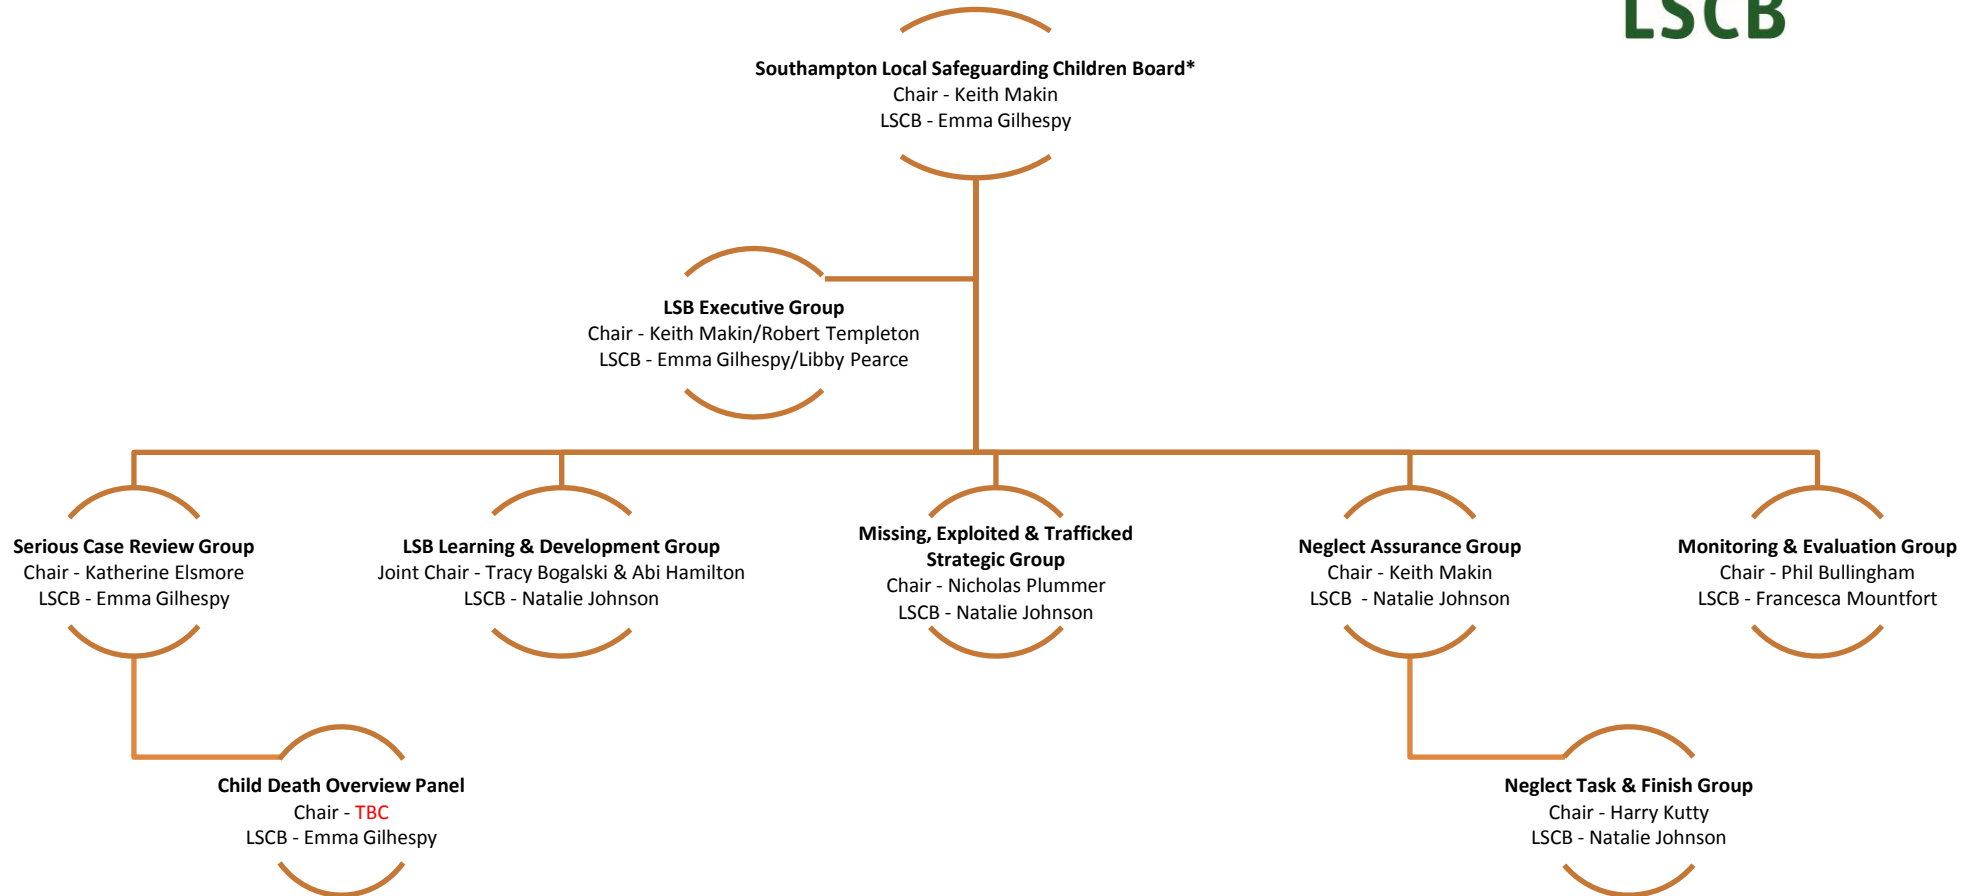 LSCB
Southampton Local Safeguarding Children Board*
Chair - Keith Makin
LSCB - Emma Gilhespy
LSB Executive Group
Chair - Keith Makin/Robert Templeton
LSCB - Emma Gilhespy/Libby Pearce
Serious Case Review Group
Chair - Katherine Elsmore
LSCB - Emma Gilhespy
LSB Learning & Development Group
Joint Chair - Tracy Bogalski & Abi Hamilton
LSCB - Natalie Johnson
Missing, Exploited & Trafficked
Strategic Group
Chair - Nicholas Plummer
LSCB - Natalie Johnson
Neglect Assurance Group
Chair - Keith Makin
LSCB  - Natalie Johnson
Monitoring & Evaluation Group
Chair - Phil Bullingham
LSCB - Francesca Mountfort
Child Death Overview Panel
Chair - TBC
LSCB - Emma Gilhespy
Neglect Task & Finish Group
Chair - Harry Kutty
LSCB - Natalie Johnson